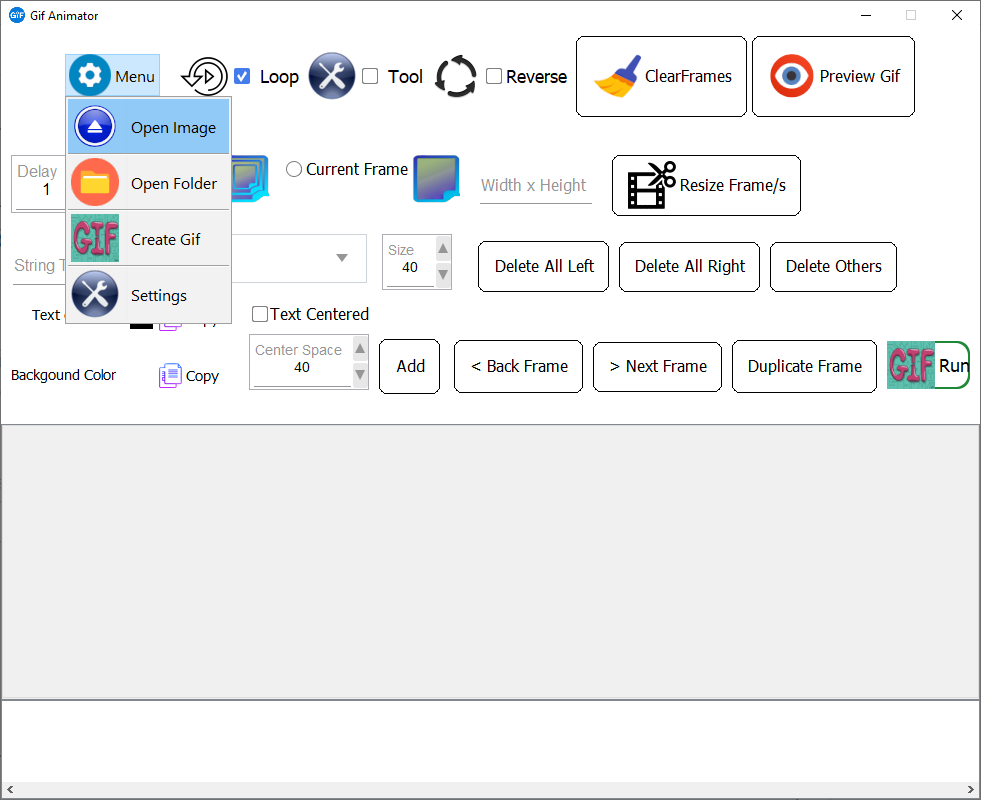 GIF Gif Animator
Menu
Loop
Tool
Reverse
ClearFrames
Preview Gif
Open Image
Open Folder
GIF Create Gif
Settings
Delay
1
Current Frame
Width x Height
Resize Frame/s
String
Size
40
Delete All Left
Delete All Right
Delete Others
Text
Text Centered
Center Space
40
Add
< Back Frame
> Next Frame
Duplicate Frame
GIF Run
Backgound Color
Copy